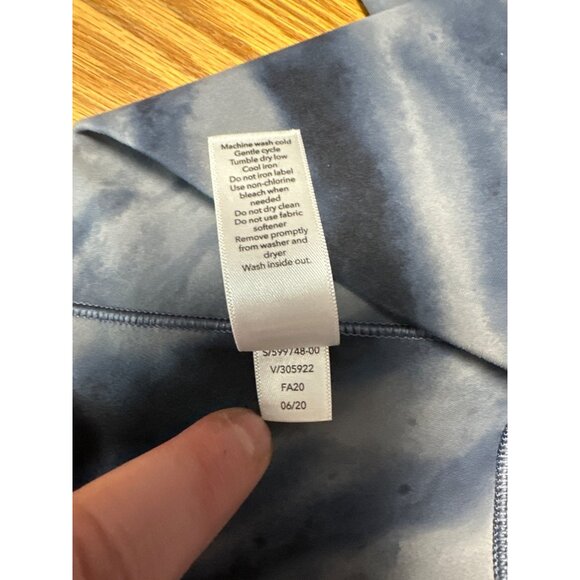 Machine wash cold
Gentle cycle
Tumble dry low
Cool iron
Do not iron label
Use non-chlorine
bleach when
needed
Do not dry clean
Do not use fabric
softener
Remove promptly
from washer and
dryer
Wash inside out.
S/599748-00
V/305922
FA20
06/20